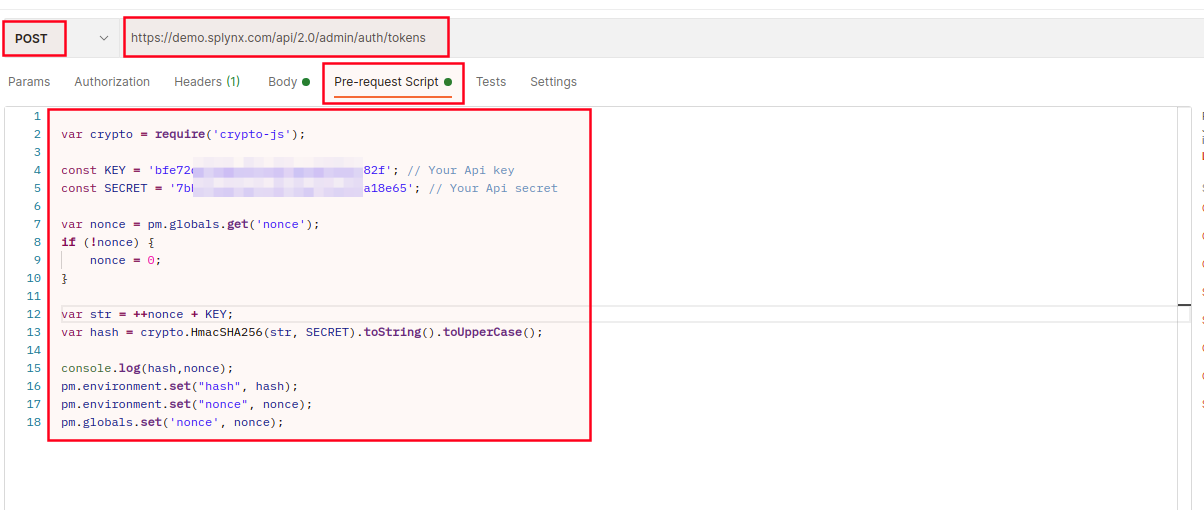 POST https://demo.splynx.com/api/2.0/admin/auth/tokens
Params Authorization Headers (1) Body Pre-request Script Tests Settings
1
2 var crypto = require('crypto-js');
3
4 const KEY = 'bfe72 82f'; // Your Api key
5 const SECRET = '7b a18e65'; // Your Api secret
6
7 var nonce = pm.globals.get('nonce');
8 if (!nonce) {
9 nonce = 0;
10 }
11
12 var str = ++nonce + KEY;
13 var hash = crypto.HmacSHA256(str, SECRET).toString().toUpperCase();
14
15 console.log(hash,nonce);
16 pm.environment.set("hash", hash);
17 pm.environment.set("nonce", nonce);
18 pm.globals.set('nonce', nonce);